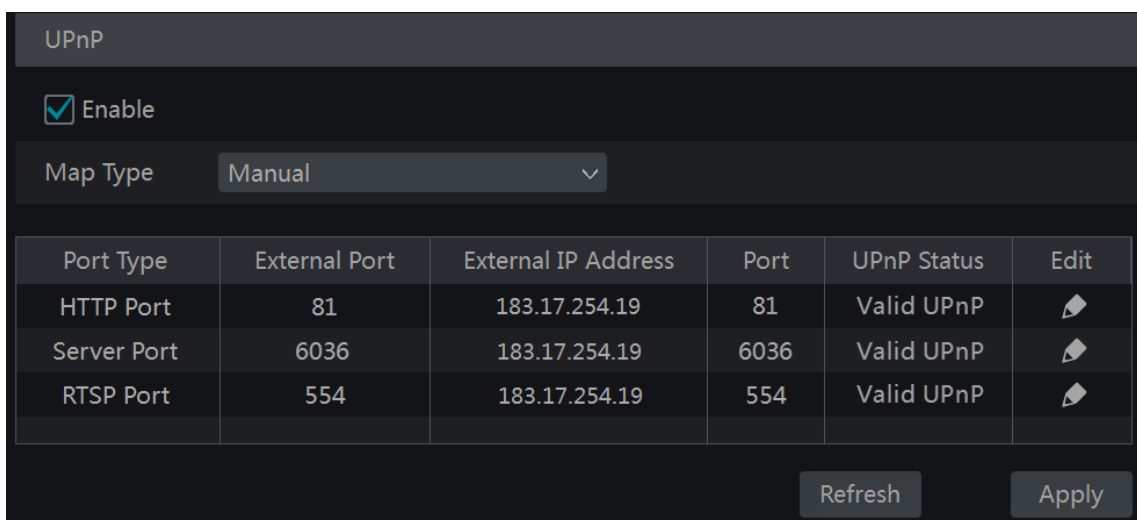 UPnP
Enable
Map Type Manual
Port Type External Port External IP Address Port UPnP Status Edit
HTTP Port 81 183.17.254.19 81 Valid UPnP
Server Port 6036 183.17.254.19 6036 Valid UPnP
RTSP Port 554 183.17.254.19 554 Valid UPnP
Refresh Apply